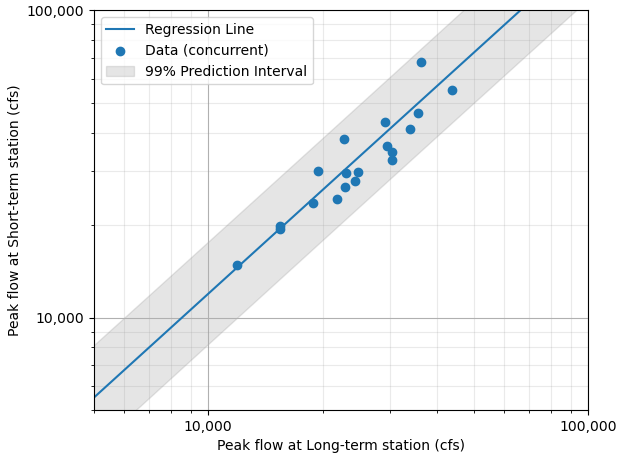 100,000
Regression Line
Data (concurrent)
99% Prediction Interval
Peak flow at Short-term station (cfs)
10,000
10,000
100,000
Peak flow at Long-term station (cfs)